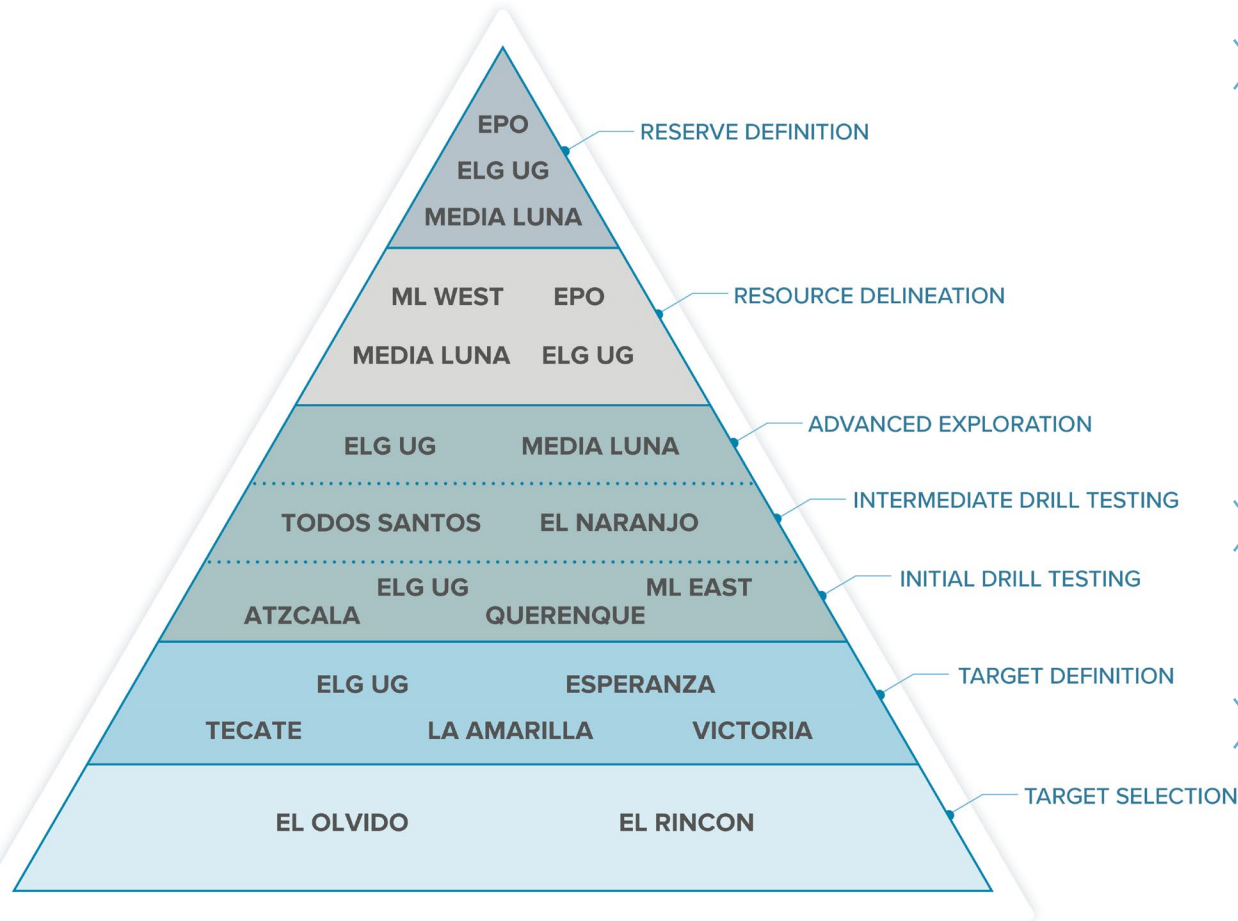 EPO
RESERVE DEFINITION
ELG UG
MEDIA LUNA
ML WEST EPO
RESOURCE DELINEATION
MEDIA LUNA ELG UG
ADVANCED EXPLORATION
ELG UG MEDIA LUNA
INTERMEDIATE DRILL TESTING
TODOS SANTOS EL NARANJO
INITIAL DRILL TESTING
ELG UG ML EAST
ATZCALA QUERENQUE
TARGET DEFINITION
ELG UG ESPERANZA
TECATE LA AMARILLA VICTORIA
TARGET SELECTION
EL OLVIDO EL RINCON